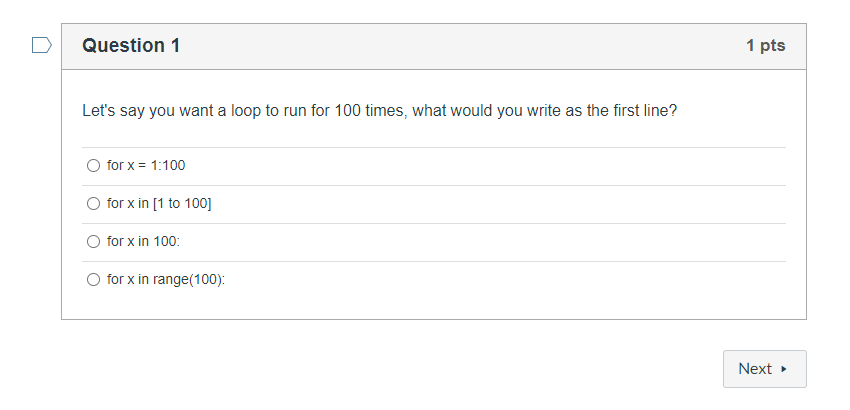 Question 1
1 pts
Let's say you want a loop to run for 100 times, what would you write as the first line?
for x = 1:100
for x in [1 to 100]
for x in 100:
for x in range(100):
Next ▸